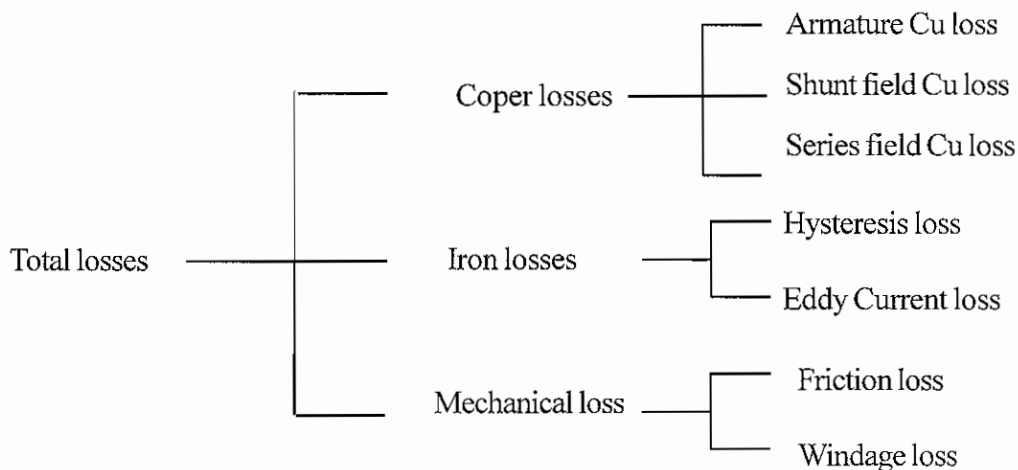 Total losses
Coper losses
Armature Cu loss
Shunt field Cu loss
Series field Cu loss
Iron losses
Hysteresis loss
Eddy Current loss
Mechanical loss
Friction loss
Windage loss